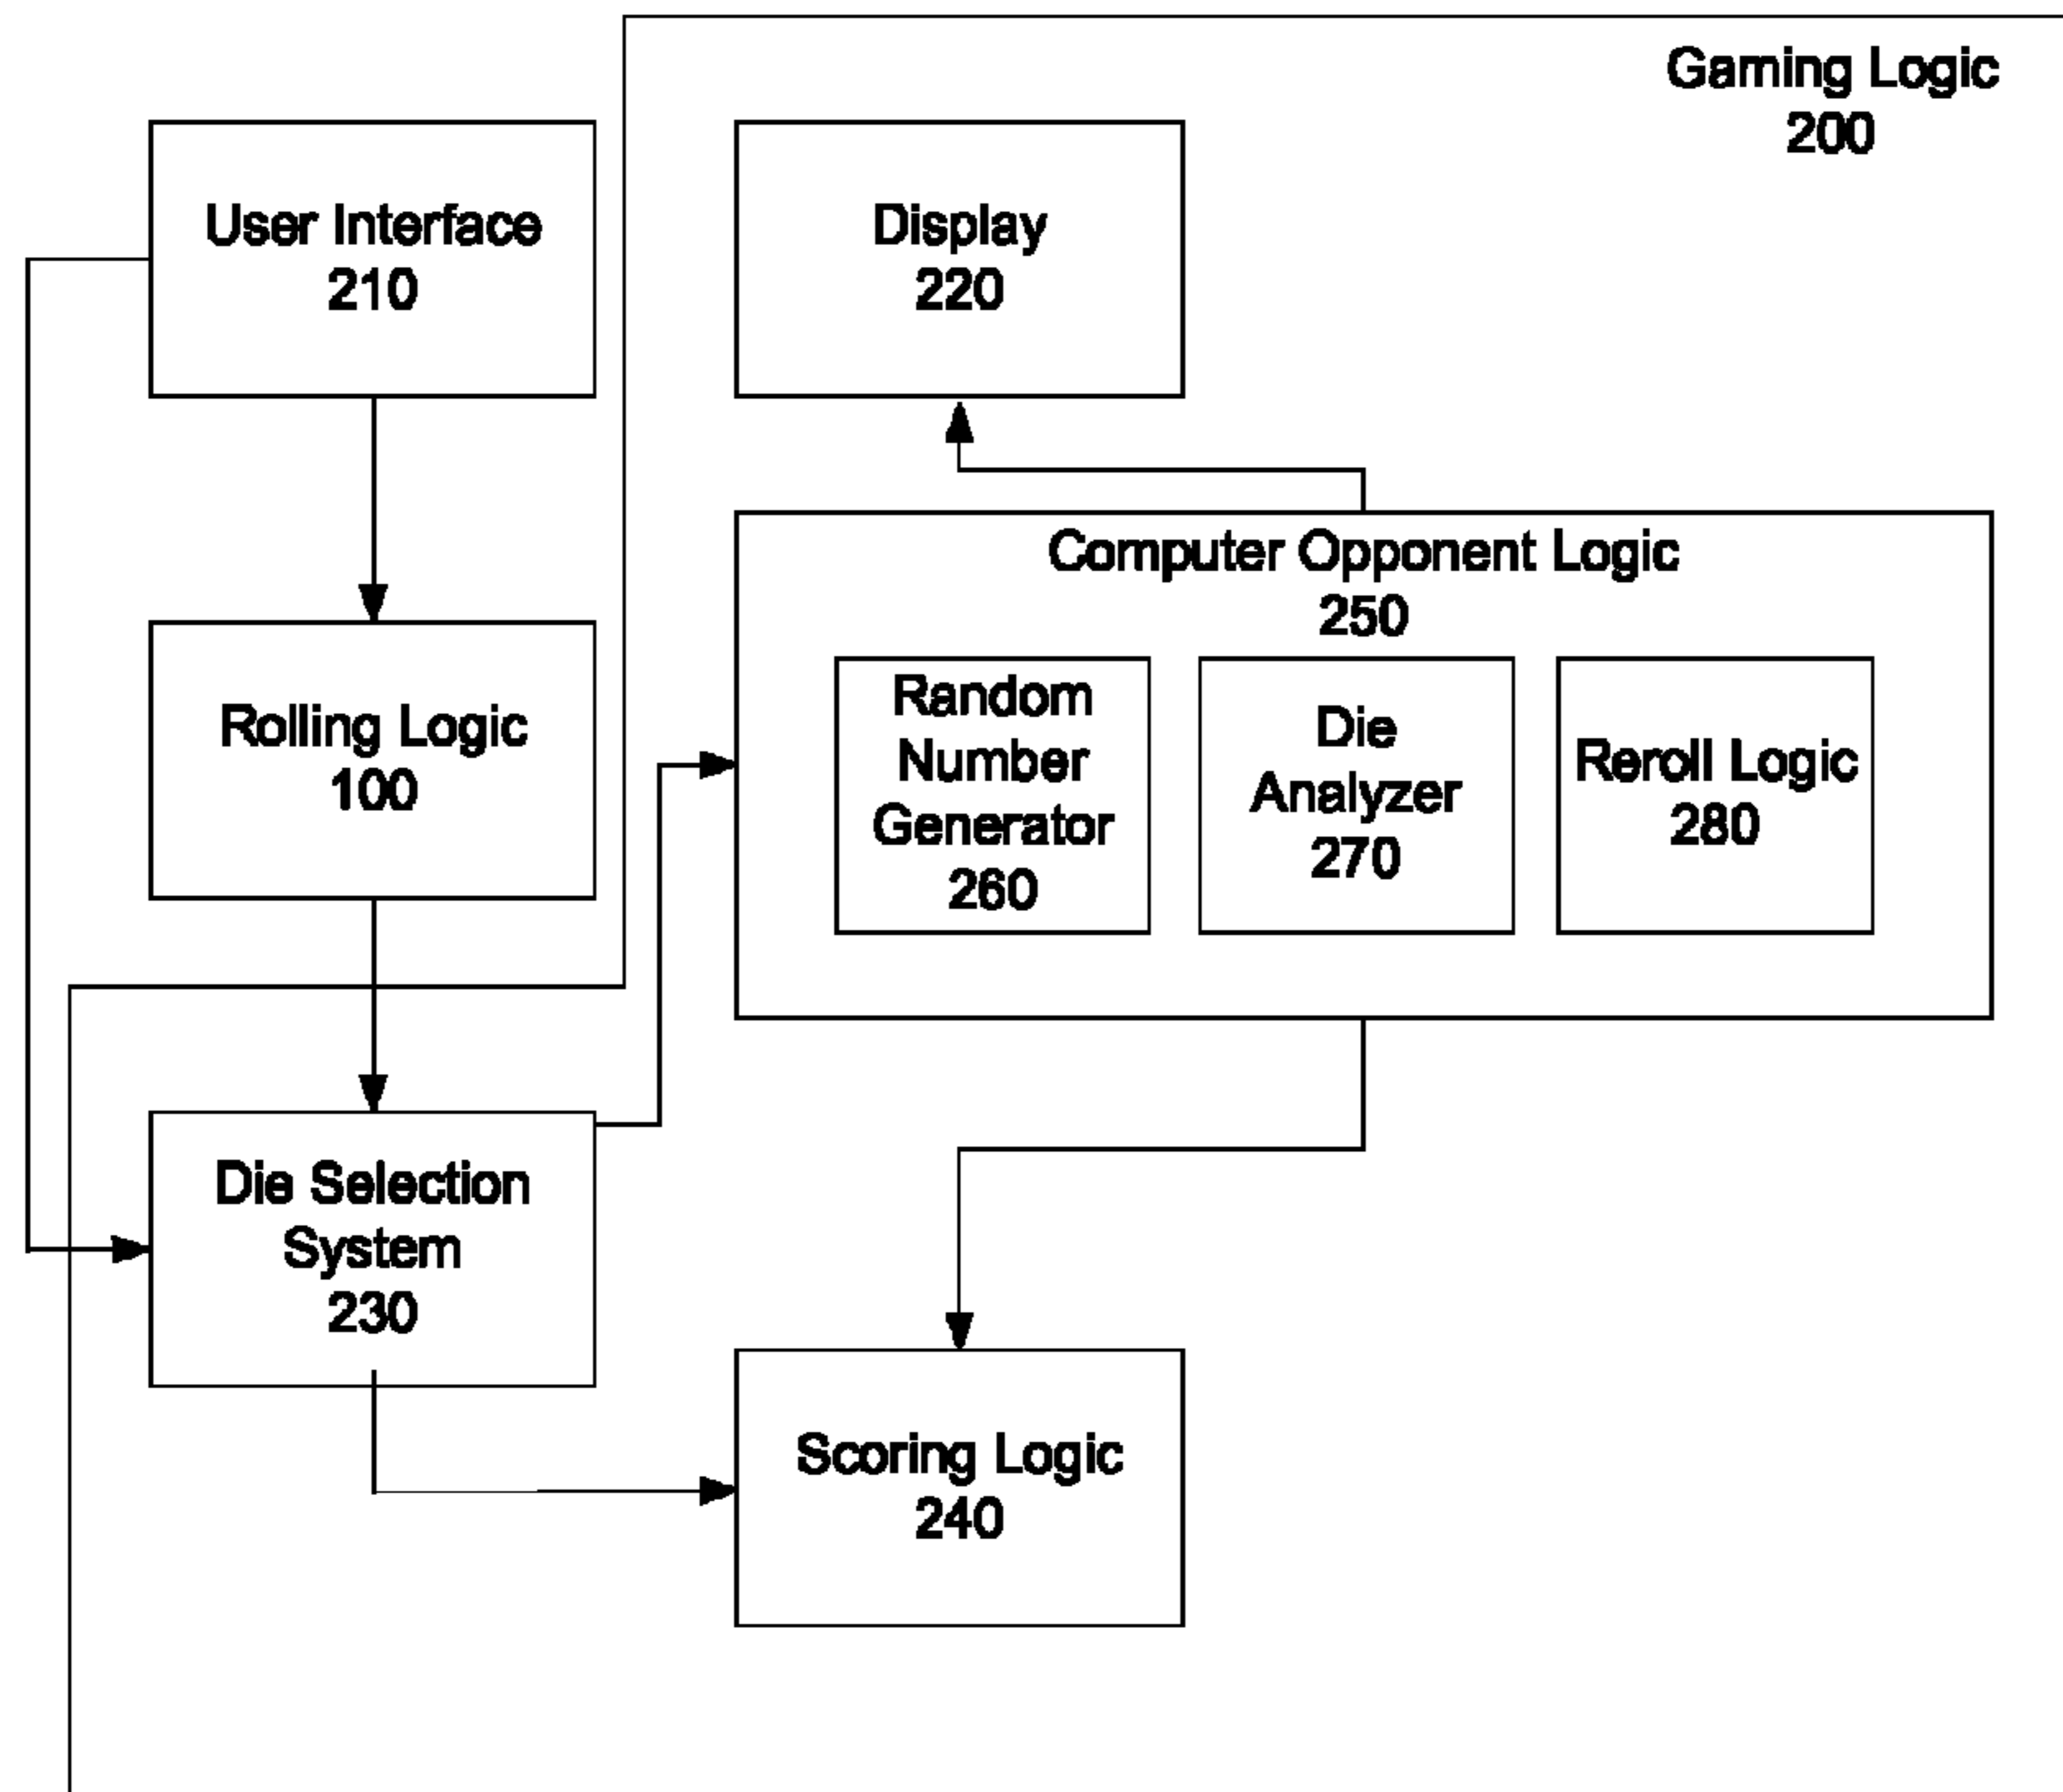 Gaming Logic
200
User Interface
210
Display
220
Computer Opponent Logic
250
Rolling Logic
100
Random
Number
Generator
260
Die
Analyzer
270
Reroll Logic
280
Die Selection
System
230
Scoring Logic
240